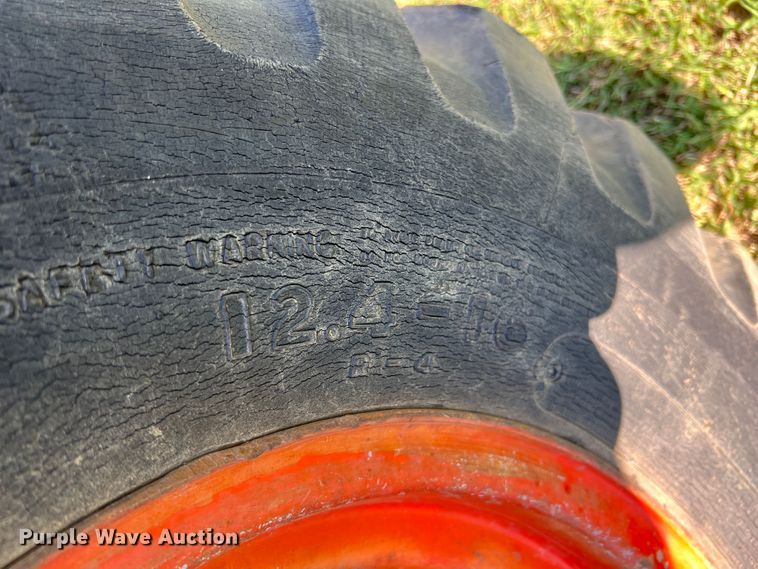 SAFETY WARNING
12.4-16
R-4
Purple Wave Auction